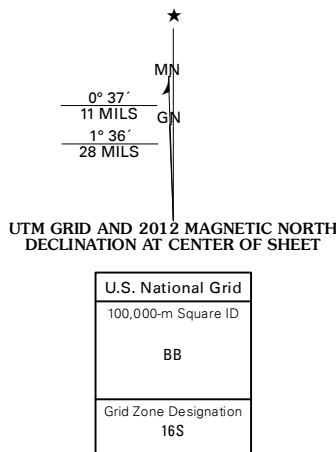 MN
0° 37´
11 MILS
GN
1° 36´
28 MILS
UTM GRID AND 2012 MAGNETIC NORTH
DECLINATION AT CENTER OF SHEET
U.S. National Grid
100,000-m Square ID
BB
Grid Zone Designation
16S